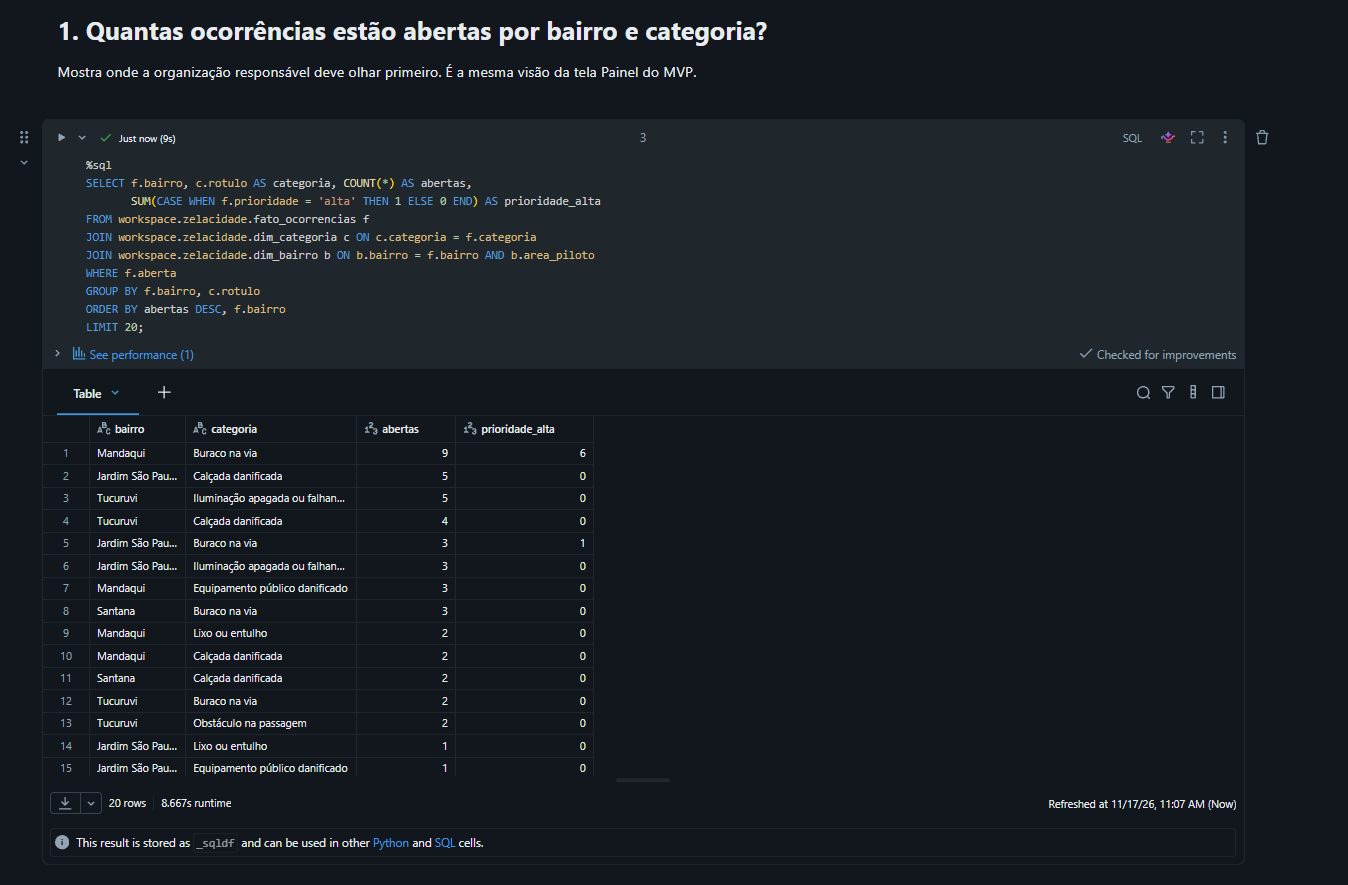 1. Quantas ocorrências estão abertas por bairro e categoria?
Mostra onde a organização responsável deve olhar primeiro. É a mesma visão da tela Painel do MVP.
Just now (9s) 3 SQL
%sql
SELECT f.bairro, c.rotulo AS categoria, COUNT(*) AS abertas,
SUM(CASE WHEN f.prioridade = 'alta' THEN 1 ELSE 0 END) AS prioridade_alta
FROM workspace.zelacidade.fato_ocorrencias f
JOIN workspace.zelacidade.dim_categoria c ON c.categoria = f.categoria
JOIN workspace.zelacidade.dim_bairro b ON b.bairro = f.bairro AND b.area_piloto
WHERE f.aberta
GROUP BY f.bairro, c.rotulo
ORDER BY abertas DESC, f.bairro
LIMIT 20;
See performance (1) Checked for improvements
Table
bairro categoria abertas prioridade_alta
1 Mandaqui Buraco na via 9 6
2 Jardim São Pau... Calçada danificada 5 0
3 Tucuruvi Iluminação apagada ou falhan... 5 0
4 Tucuruvi Calçada danificada 4 0
5 Jardim São Pau... Buraco na via 3 1
6 Jardim São Pau... Iluminação apagada ou falhan... 3 0
7 Mandaqui Equipamento público danificado 3 0
8 Santana Buraco na via 3 0
9 Mandaqui Lixo ou entulho 2 0
10 Mandaqui Calçada danificada 2 0
11 Santana Calçada danificada 2 0
12 Tucuruvi Buraco na via 2 0
13 Tucuruvi Obstáculo na passagem 2 0
14 Jardim São Pau... Lixo ou entulho 1 0
15 Jardim São Pau... Equipamento público danificado 1 0
20 rows 8.667s runtime Refreshed at 11/17/26, 11:07 AM (Now)
This result is stored as _sqldf and can be used in other Python and SQL cells.